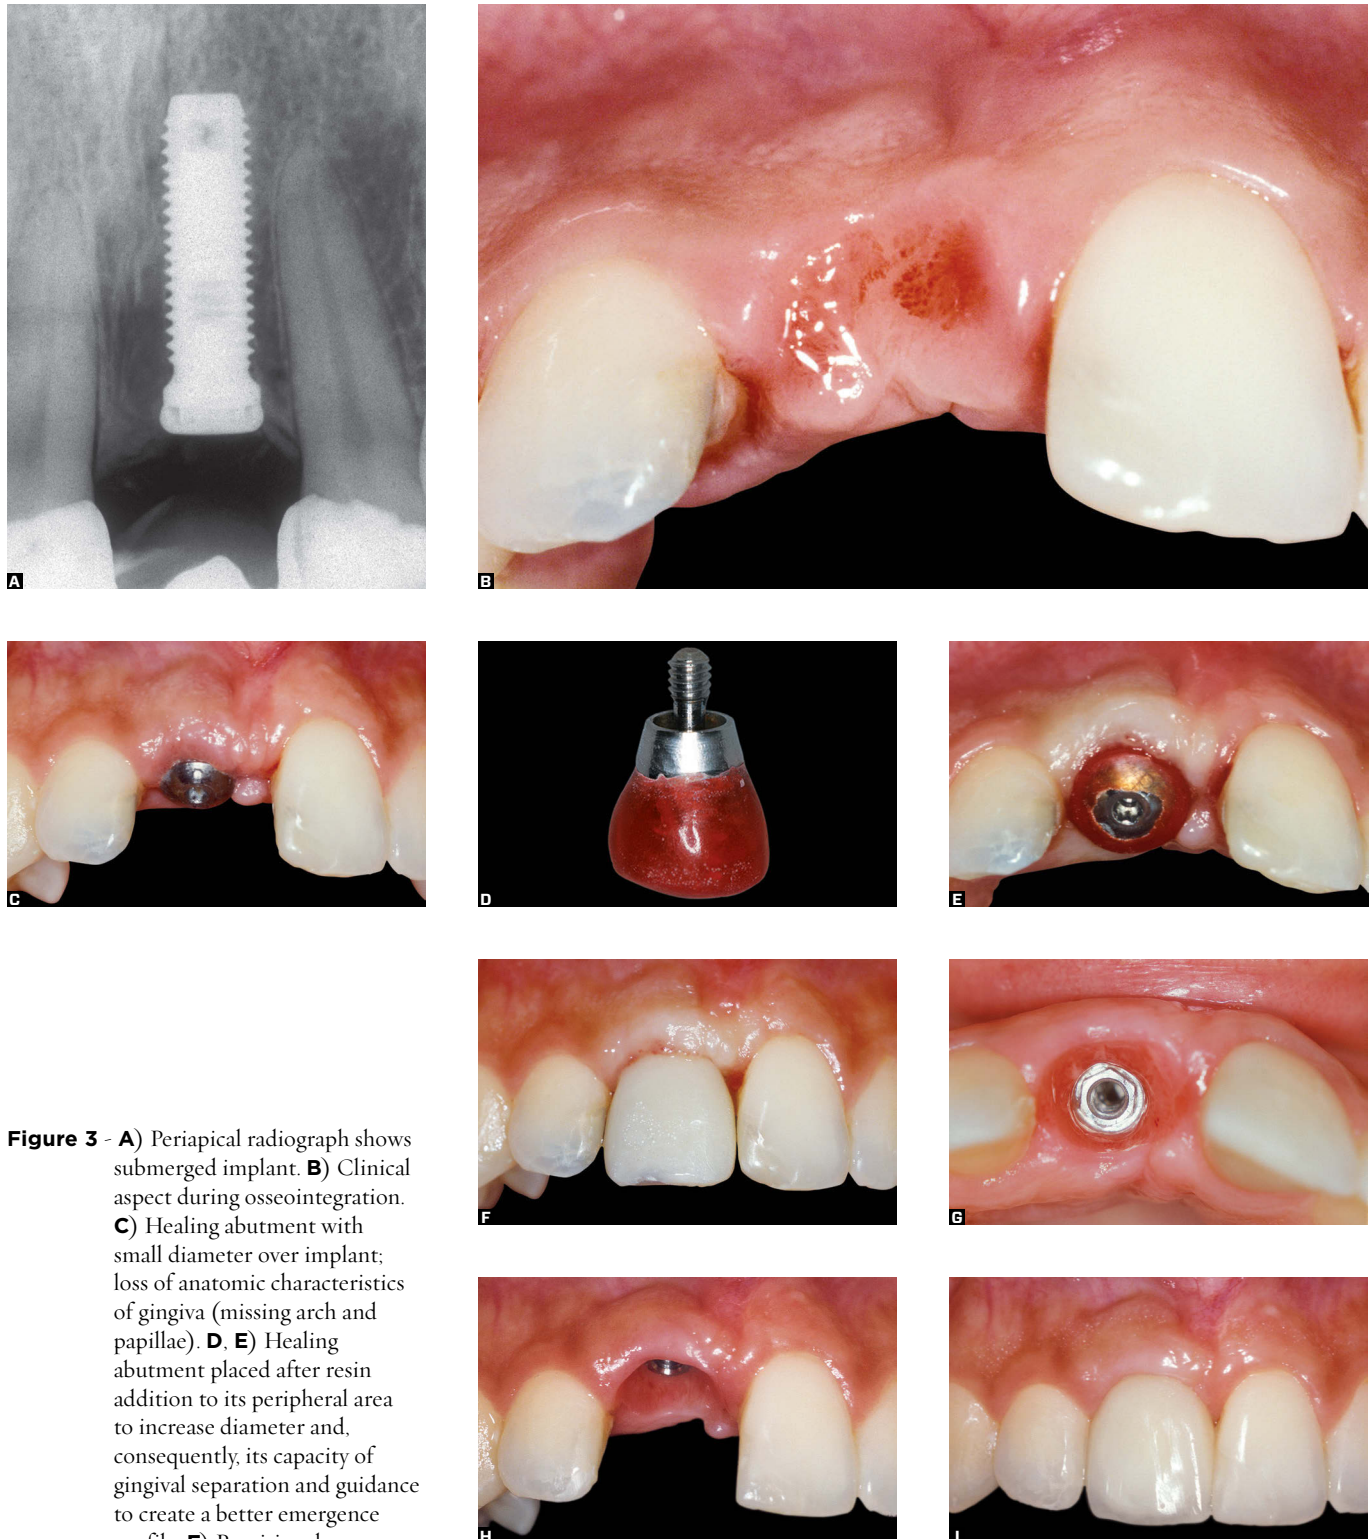 A
B
C
D
E
F
G
Figure 3 - A) Periapical radiograph shows
submerged implant. B) Clinical
aspect during osseointegration.
C) Healing abutment with
small diameter over implant;
loss of anatomic characteristics
of gingiva (missing arch and
papillae). D, E) Healing
abutment placed after resin
addition to its peripheral area
to increase diameter and,
consequently, its capacity of
gingival separation and guidance
to create a better emergence
H
I